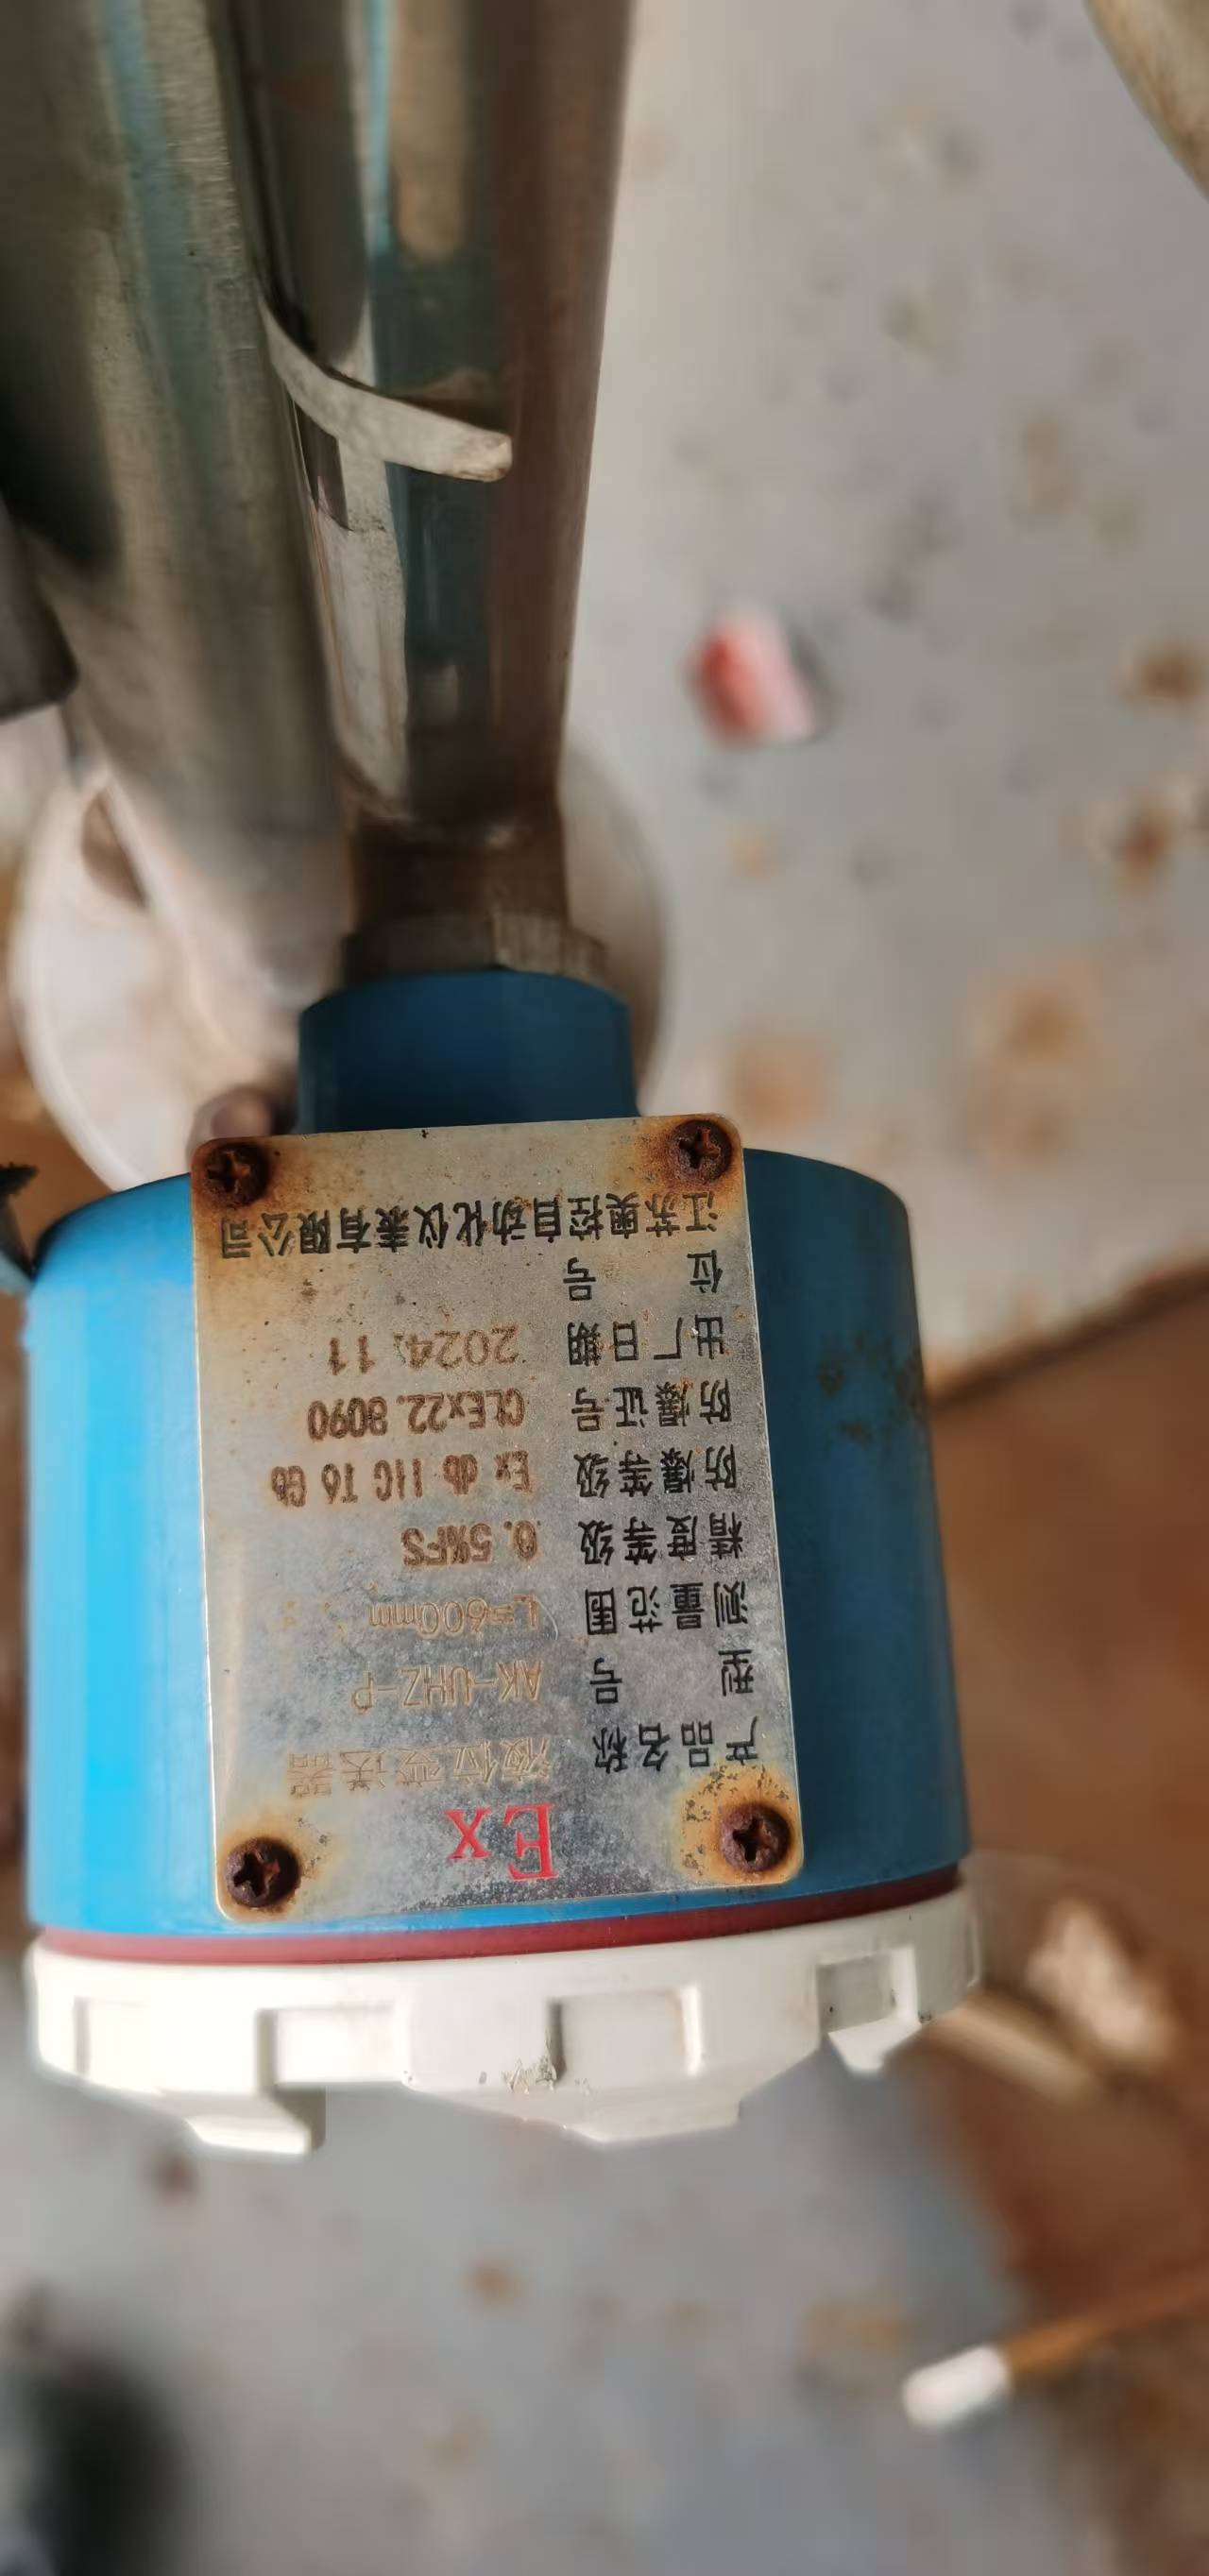 Ex
产品名称 液位变送器
型号 AK-UHZ-P
测量范围 L=600mm
精度等级 0.5%FS
防爆等级 Ex db IIC T6 Gb
防爆证号 CLEx22.8090
出厂日期 2024.11
位号
江苏奥控自动化仪表有限公司